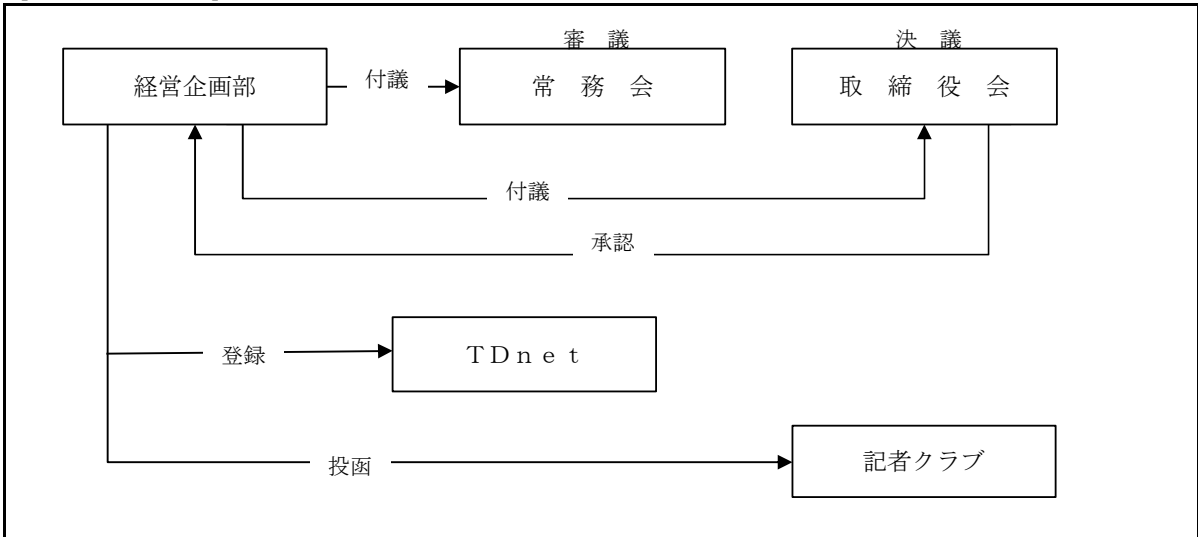 審　議
決　議
経営企画部
付議
常　務　会
取　締　役　会
付議
承認
登録
ＴＤｎｅｔ
投函
記者クラブ